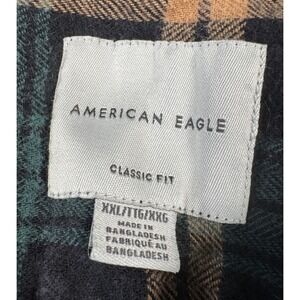 AMERICAN EAGLE
CLASSIC FIT
XXL/TTG/XXG
MADE IN
BANGLADESH
FABRIQUÉ AU
BANGLADESH